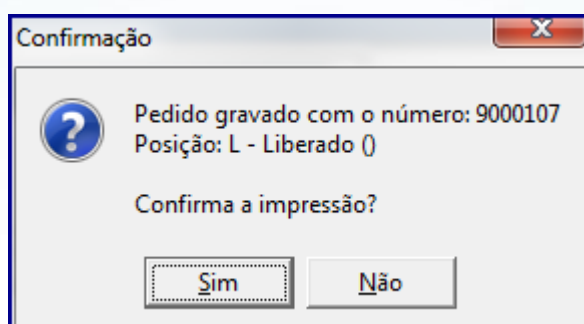 Confirmação
Pedido gravado com o número: 9000107
Posição: L - Liberado ()
Confirma a impressão?
Sim
Não